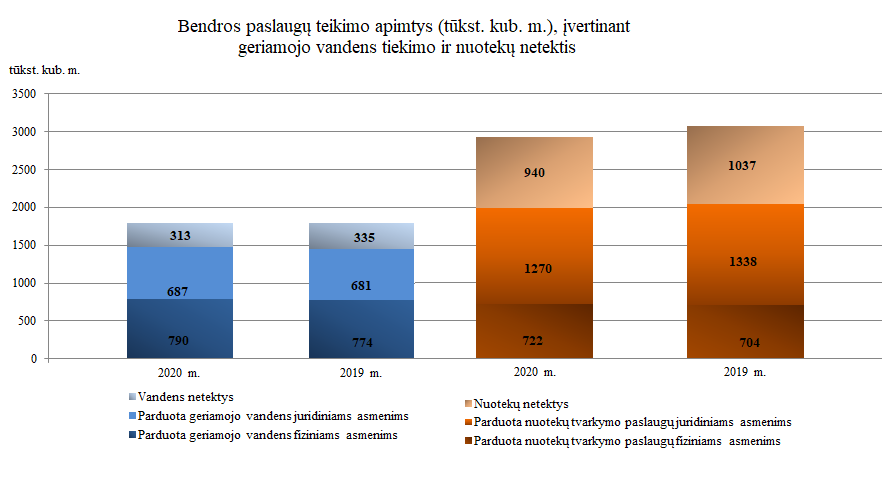 Bendros paslaugų teikimo apimtys (tūkst. kub. m.), įvertinant
geriamojo vandens tiekimo ir nuotekų netektis
tūkst. kub. m.
3500
3000
2500
2000
1500
1000
500
0
313
687
790
335
681
774
940
1270
722
1037
1338
704
2020 m.
2019 m.
2020 m.
2019 m.
Vandens netektys
Parduota geriamojo vandens juridiniams asmenims
Parduota geriamojo vandens fiziniams asmenims
Nuotekų netektys
Parduota nuotekų tvarkymo paslaugų juridiniams asmenims
Parduota nuotekų tvarkymo paslaugų fiziniams asmenims